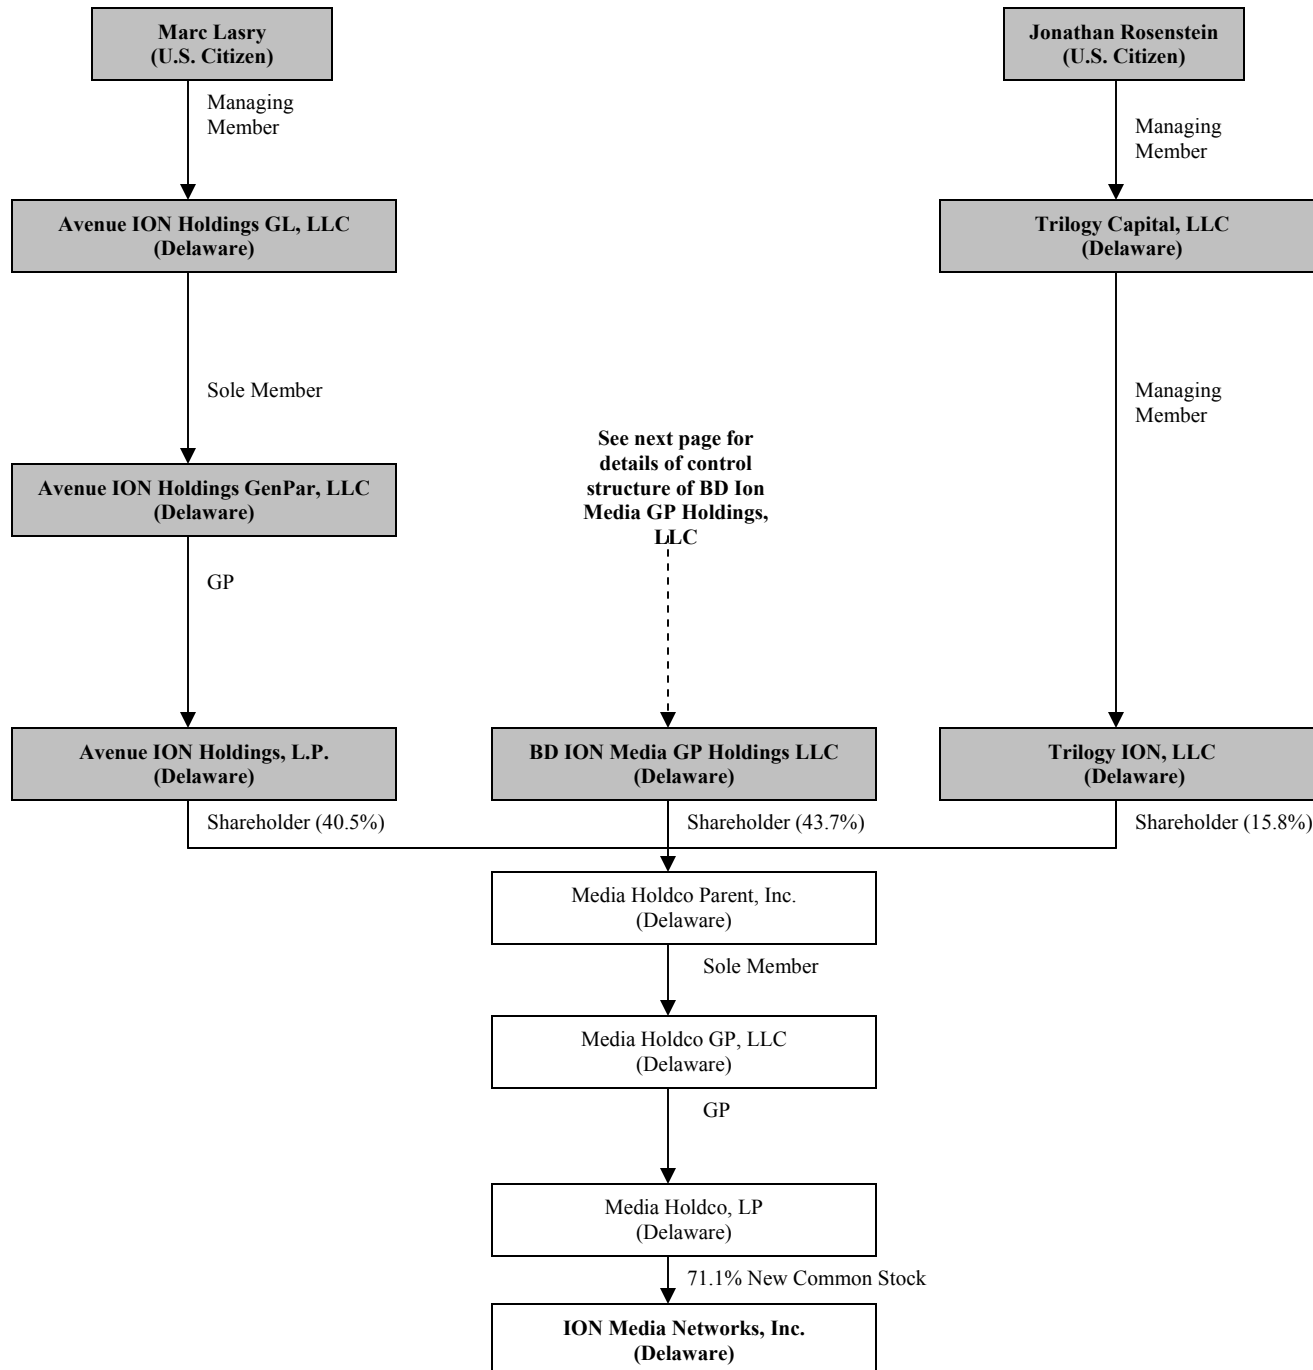 Marc Lasry
(U.S. Citizen)
Jonathan Rosenstein
(U.S. Citizen)
Managing
Member
Managing
Member
Avenue ION Holdings GL, LLC
(Delaware)
Trilogy Capital, LLC
(Delaware)
Sole Member
Managing
Member
See next page for
details of control
structure of BD Ion
Media GP Holdings,
LLC
Avenue ION Holdings GenPar, LLC
(Delaware)
GP
Avenue ION Holdings, L.P.
(Delaware)
BD ION Media GP Holdings LLC
(Delaware)
Trilogy ION, LLC
(Delaware)
Shareholder (40.5%)
Shareholder (43.7%)
Shareholder (15.8%)
Media Holdco Parent, Inc.
(Delaware)
Sole Member
Media Holdco GP, LLC
(Delaware)
GP
Media Holdco, LP
(Delaware)
71.1% New Common Stock
ION Media Networks, Inc.
(Delaware)